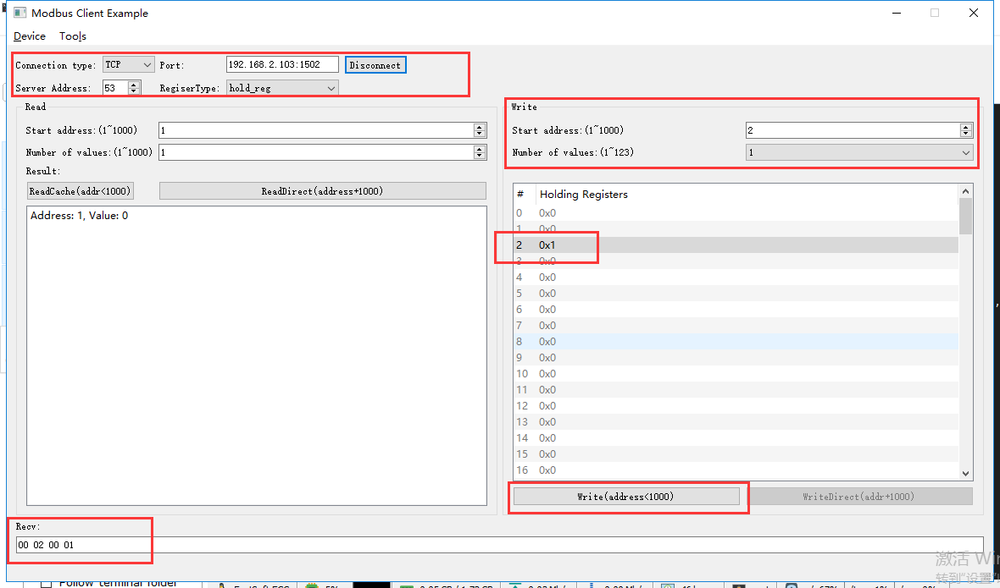 Modbus Client Example
Device Tools
Connection type: TCP Port: 192.168.2.103:1502 Disconnect
Server Address: 53 RegiserType: hold_reg
Read
Start address:(1~1000) 1
Number of values:(1~1000) 1
Result:
ReadCache(addr<1000) ReadDirect(address+1000)
Address: 1, Value: 0
Write
Start address:(1~1000) 2
Number of values:(1~123) 1
# Holding Registers
0 0x0
1 0x0
2 0x1
3 0x0
4 0x0
5 0x0
6 0x0
7 0x0
8 0x0
9 0x0
10 0x0
11 0x0
12 0x0
13 0x0
14 0x0
15 0x0
16 0x0
Write(address<1000) WriteDirect(addr+1000)
Recv:
00 02 00 01
激活 Win
转到"设置"
Follow terminal folder